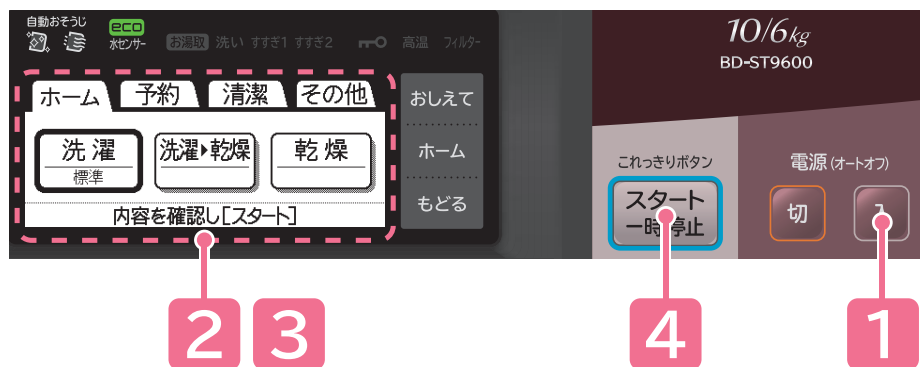 自動おそうじ
eco
水センサー
お湯取 洗い すすぎ1 すすぎ2 高温 フィルター
ホーム 予約 清潔 その他
洗濯
標準
洗濯▸乾燥
乾燥
内容を確認し[スタート]
おしえて
ホーム
もどる
10/6kg
BD-ST9600
これっきりボタン
スタート
一時停止
電源(オートオフ)
切
入
2 3 4 1